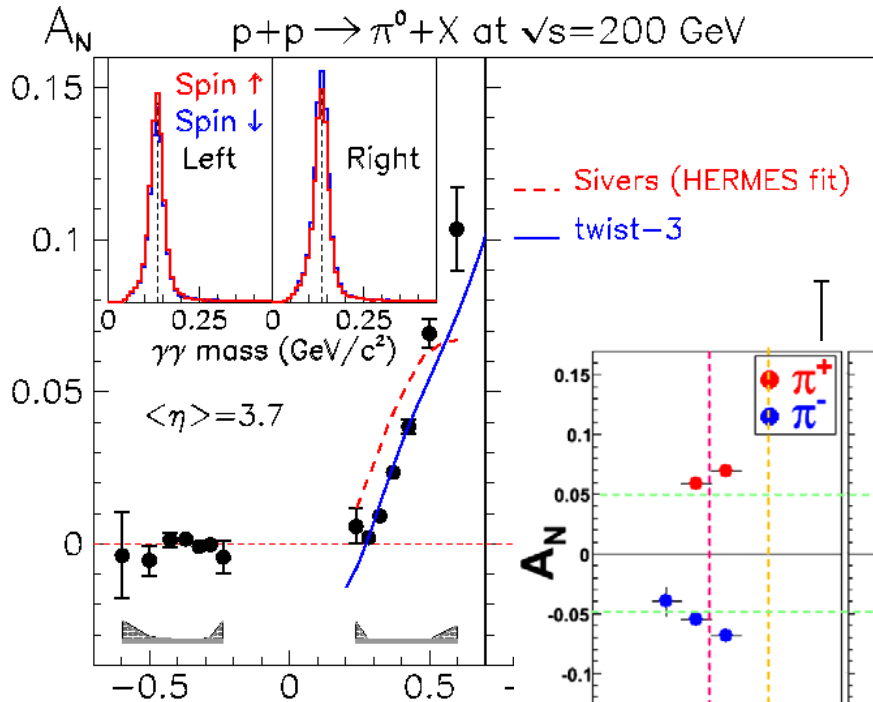 A_N p+p → π⁰+X at √s=200 GeV
0.15
Spin ↑
Spin ↓
Left
Right
Sivers (HERMES fit)
twist−3
0.1
0 0.25 0 0.25
γγ mass (GeV/c²)
0.05
<η>=3.7
0
−0.5 0 0.5 -
π⁺
π⁻
A_N
0.15
0.1
0.05
0
-0.05
-0.1